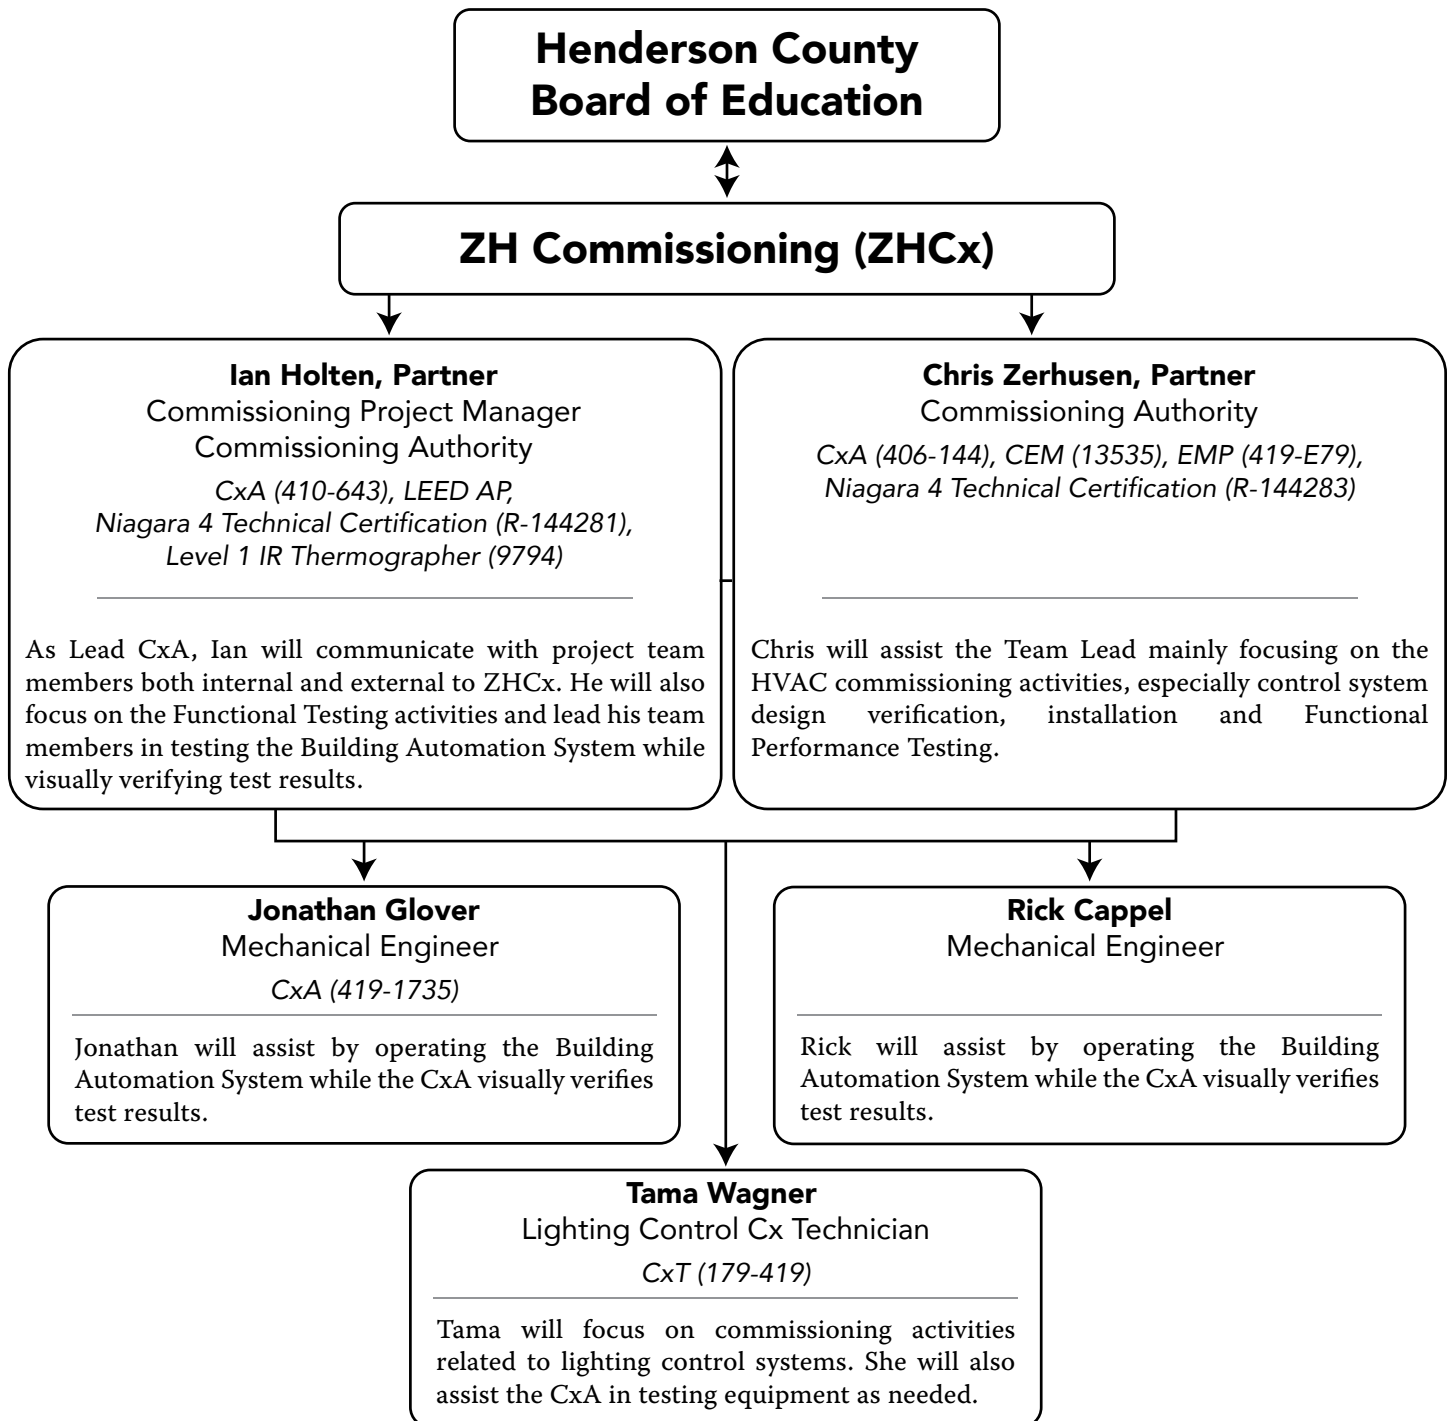 Henderson County
Board of Education
ZH Commissioning (ZHCx)
Ian Holten, Partner
Commissioning Project Manager
Commissioning Authority
CxA (410-643), LEED AP,
Niagara 4 Technical Certification (R-144281),
Level 1 IR Thermographer (9794)
As Lead CxA, Ian will communicate with project team
members both internal and external to ZHCx. He will also
focus on the Functional Testing activities and lead his team
members in testing the Building Automation System while
visually verifying test results.
Chris Zerhusen, Partner
Commissioning Authority
CxA (406-144), CEM (13535), EMP (419-E79),
Niagara 4 Technical Certification (R-144283)
Chris will assist the Team Lead mainly focusing on the
HVAC commissioning activities, especially control system
design verification, installation and Functional
Performance Testing.
Jonathan Glover
Mechanical Engineer
CxA (419-1735)
Jonathan will assist by operating the Building
Automation System while the CxA visually verifies
test results.
Rick Cappel
Mechanical Engineer
Rick will assist by operating the Building
Automation System while the CxA visually verifies
test results.
Tama Wagner
Lighting Control Cx Technician
CxT (179-419)
Tama will focus on commissioning activities
related to lighting control systems. She will also
assist the CxA in testing equipment as needed.